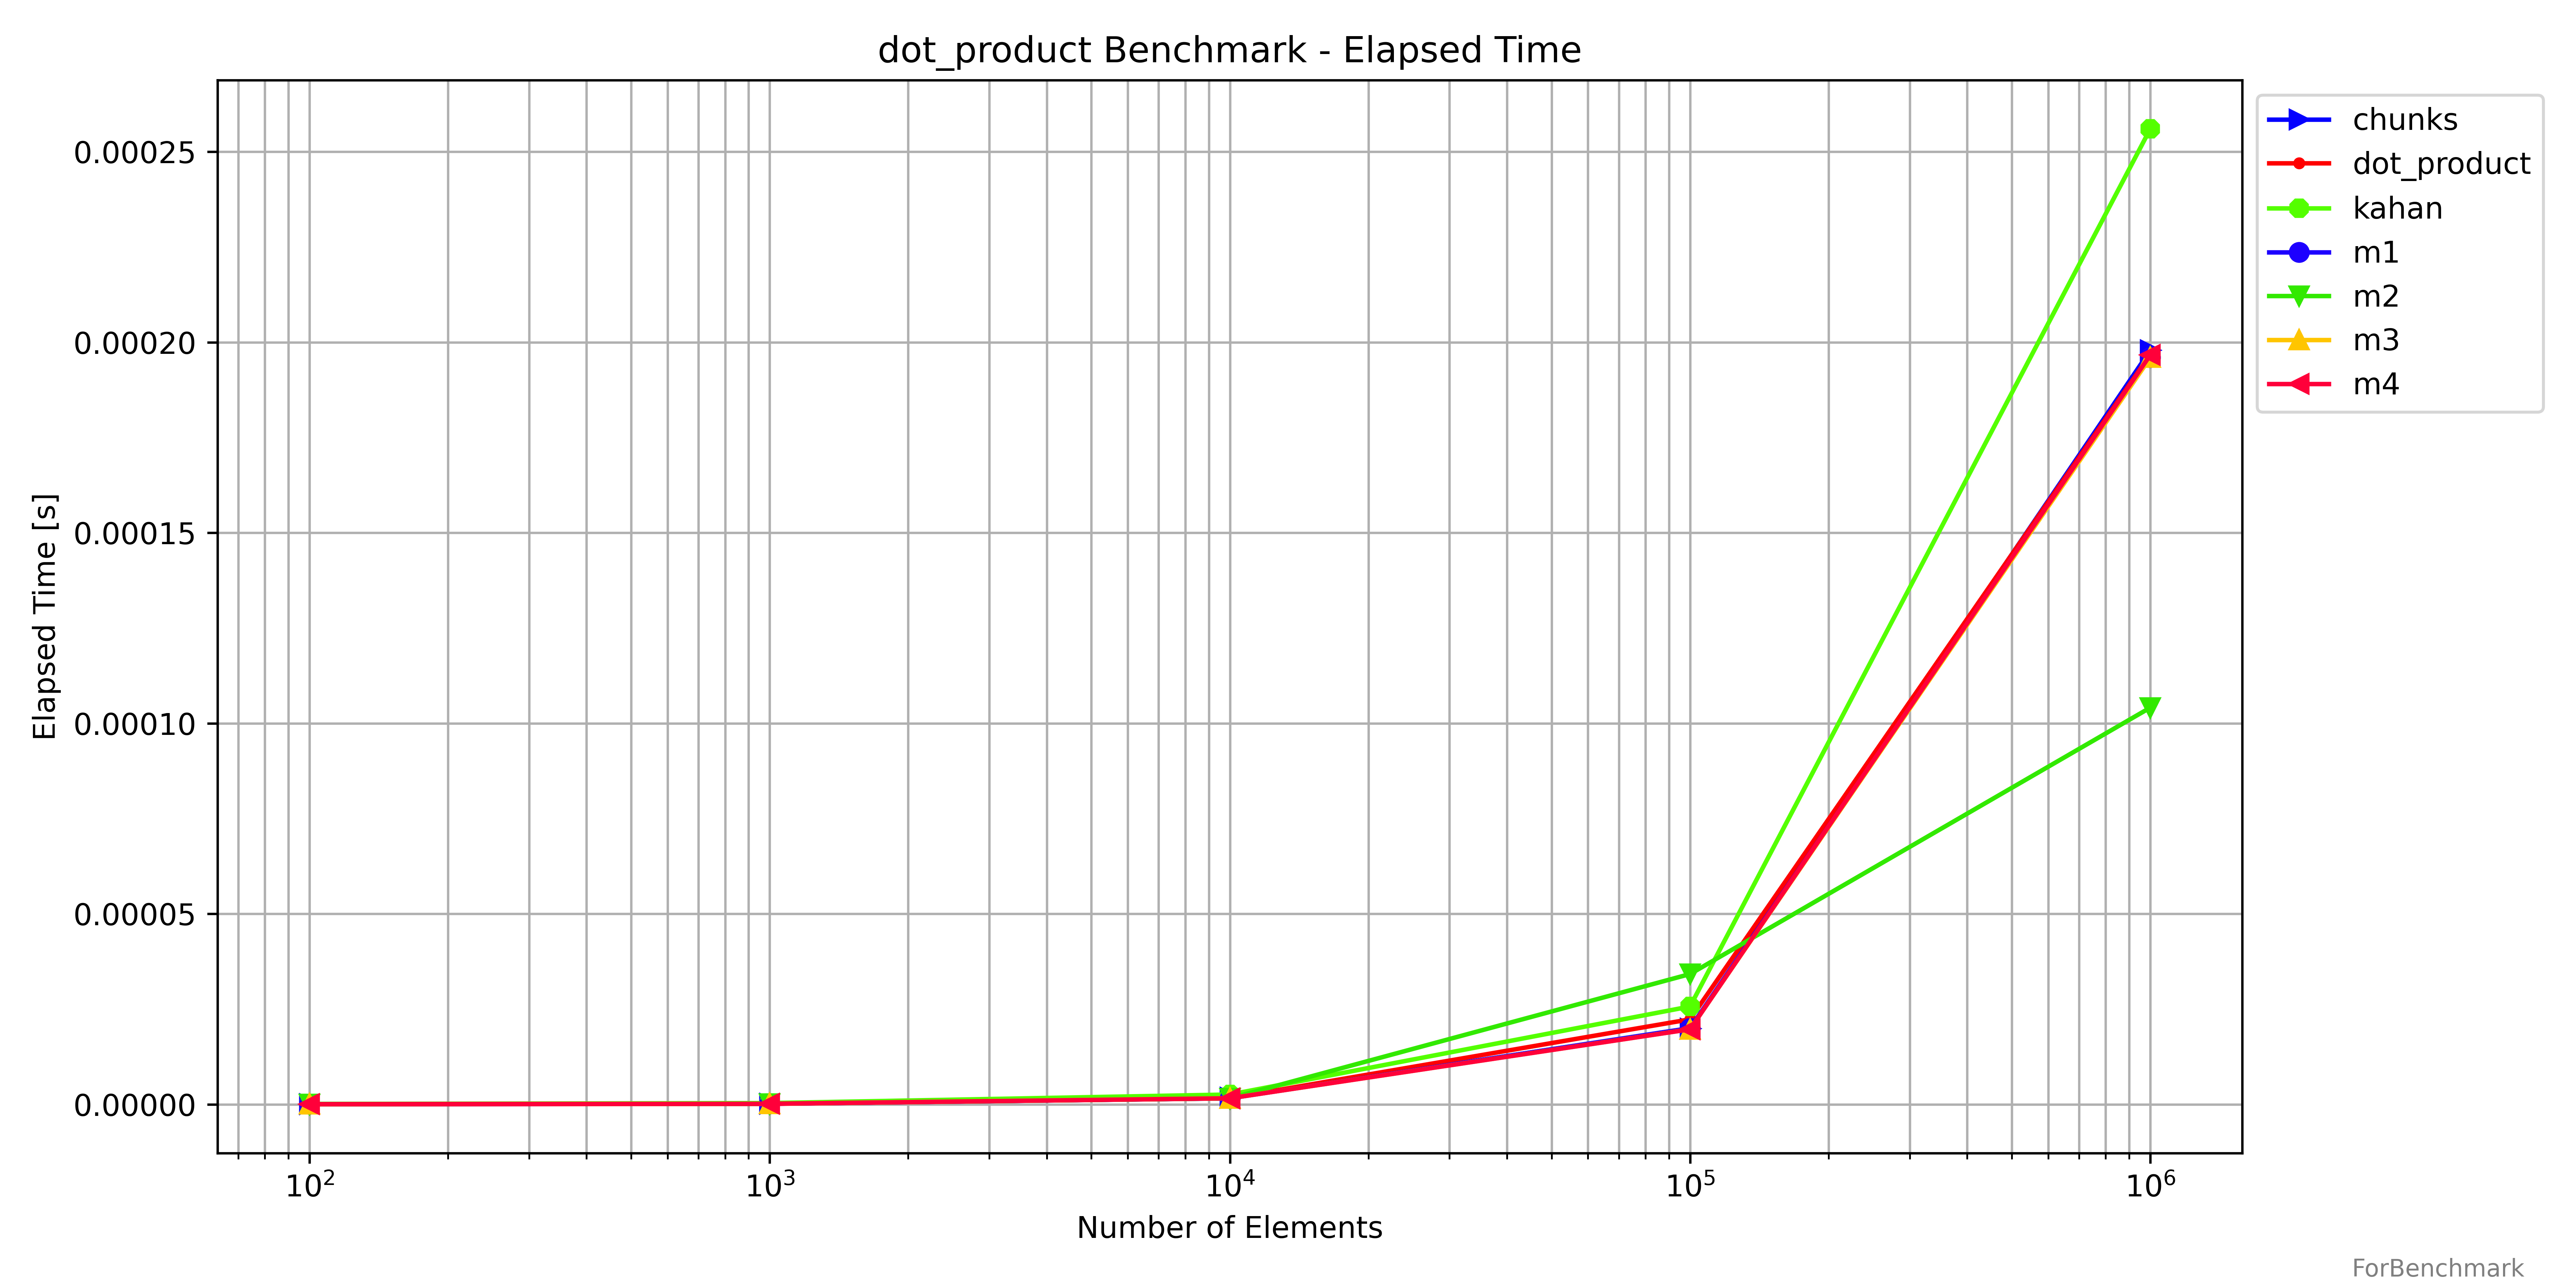 dot_product Benchmark - Elapsed Time
chunks
dot_product
kahan
m1
m2
m3
m4
Elapsed Time [s]
0.00025
0.00020
0.00015
0.00010
0.00005
0.00000
10² 10³ 10⁴ 10⁵ 10⁶
Number of Elements
ForBenchmark